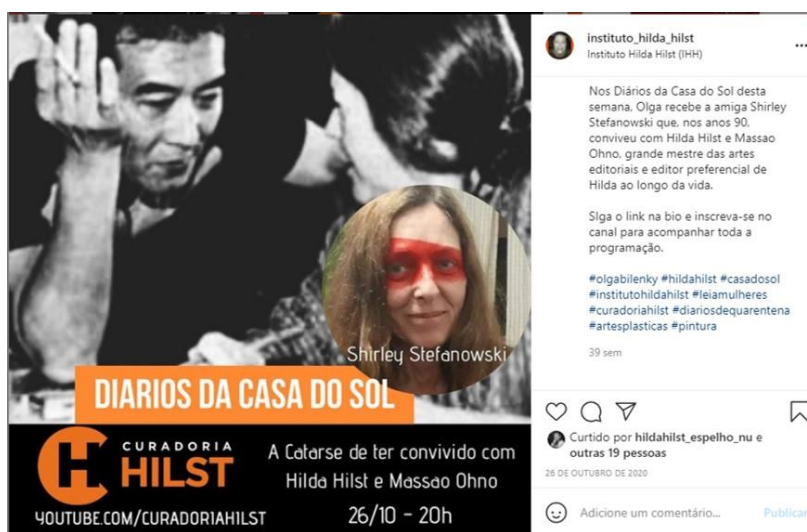 Shirley Stefanowski
DIARIOS DA CASA DO SOL
H
CURADORIA
HILST
YOUTUBE.COM/CURADORIAHILST
A Catarse de ter convivido com
Hilda Hilst e Massao Ohno
26/10 - 20h
instituto_hilda_hilst
Instituto Hilda Hilst (IHH)
Nos Diários da Casa do Sol desta
semana, Olga recebe a amiga Shirley
Stefanowski que, nos anos 90,
conviveu com Hilda Hilst e Massao
Ohno, grande mestre das artes
editoriais e editor preferencial de
Hilda ao longo da vida.
SIga o link na bio e inscreva-se no
canal para acompanhar toda a
programação.
#olgabilenky #hildahilst #casadosol
#institutohildahilst #leiamulheres
#curadoriahilst #diariosdequarentena
#artesplasticas #pintura
39 sem
Curtido por hildahilst_espelho_nu e
outras 19 pessoas
26 DE OUTUBRO DE 2020
Adicione um comentário...
Publicar